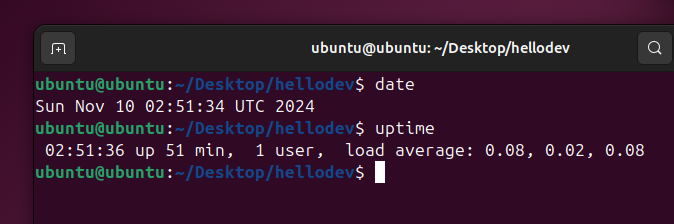 ubuntu@ubuntu: ~/Desktop/hellodev
ubuntu@ubuntu:~/Desktop/hellodev$ date
Sun Nov 10 02:51:34 UTC 2024
ubuntu@ubuntu:~/Desktop/hellodev$ uptime
 02:51:36 up 51 min,  1 user,  load average: 0.08, 0.02, 0.08
ubuntu@ubuntu:~/Desktop/hellodev$